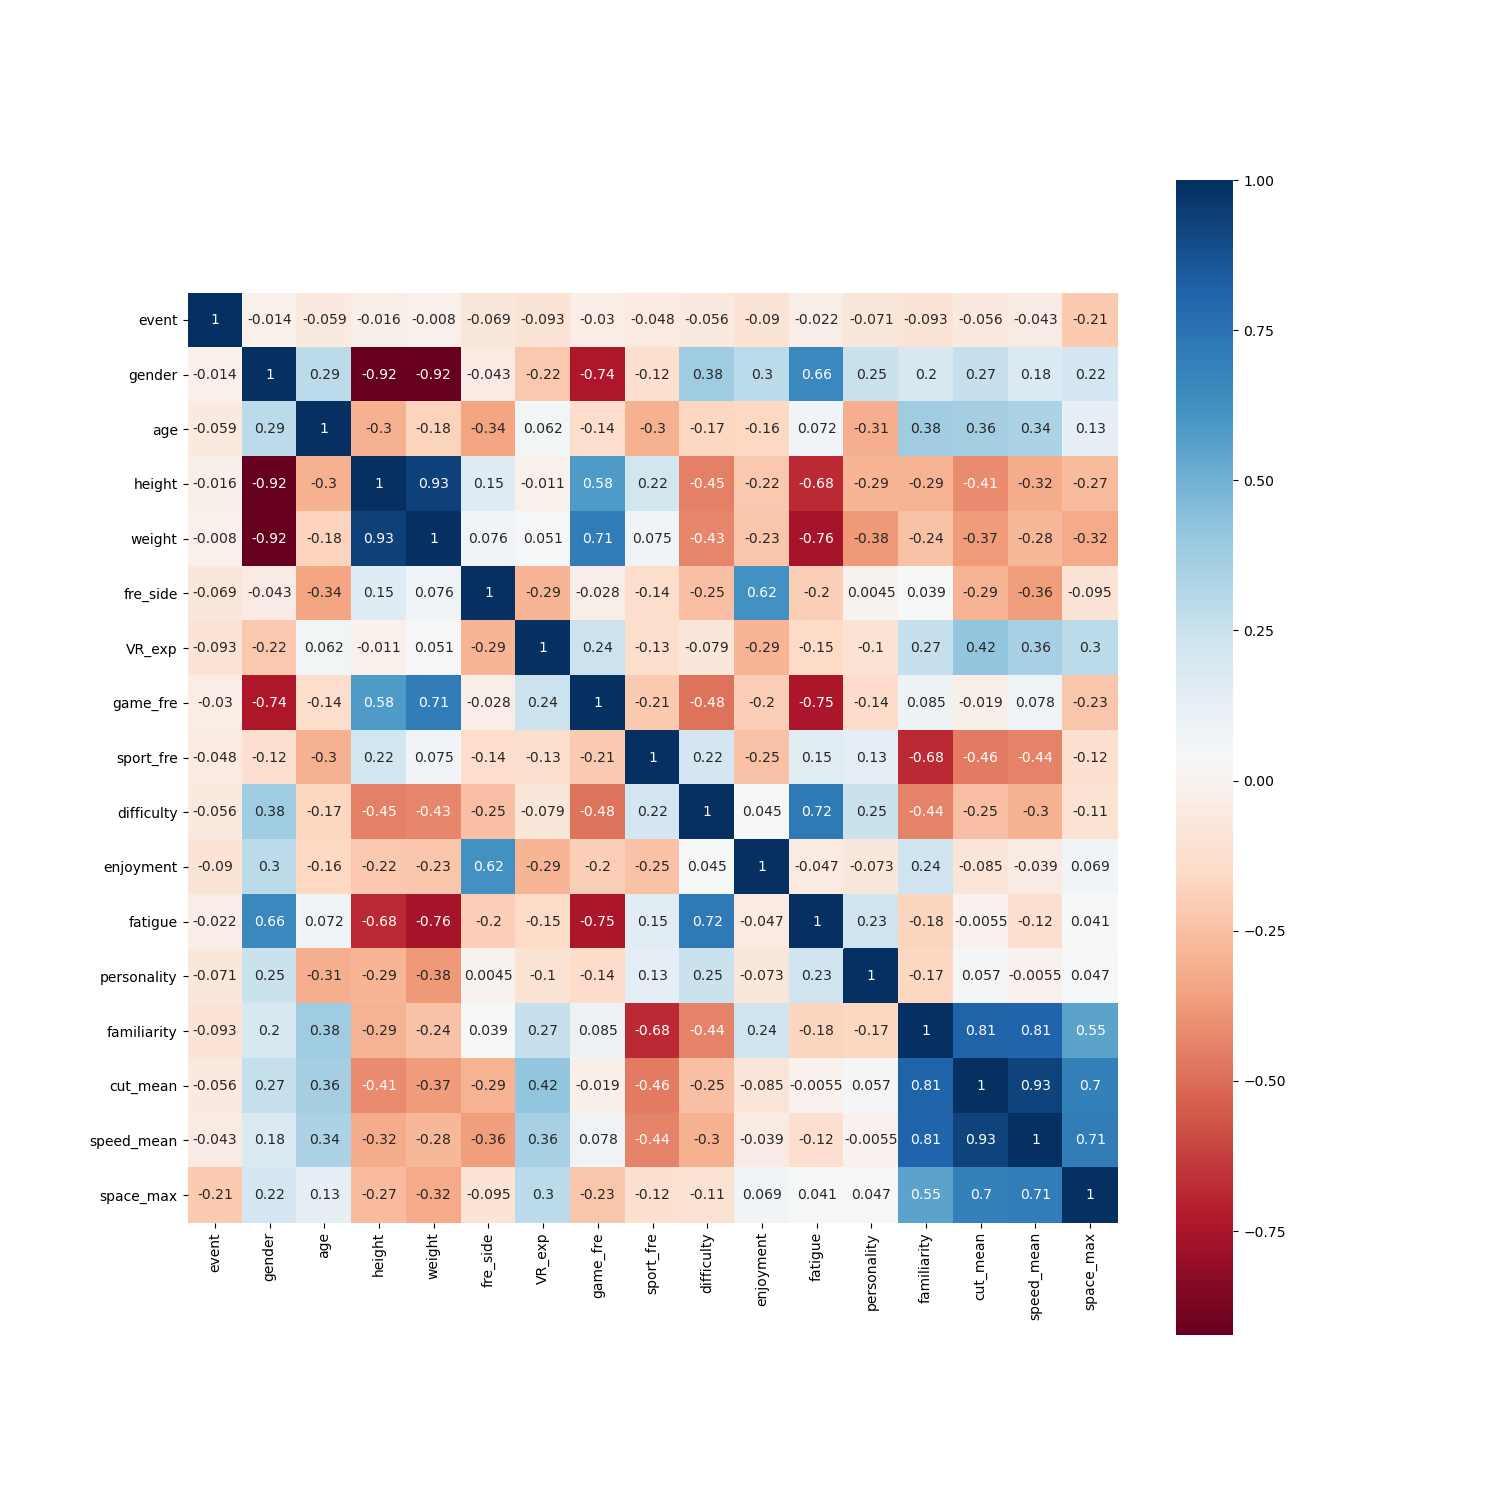 1.00
event 1 -0.014 -0.059 -0.016 -0.008 -0.069 -0.093 -0.03 -0.048 -0.056 -0.09 -0.022 -0.071 -0.093 -0.056 -0.043 -0.21
0.75
gender -0.014 1 0.29 -0.92 -0.92 -0.043 -0.22 -0.74 -0.12 0.38 0.3 0.66 0.25 0.2 0.27 0.18 0.22
age -0.059 0.29 1 -0.3 -0.18 -0.34 0.062 -0.14 -0.3 -0.17 -0.16 0.072 -0.31 0.38 0.36 0.34 0.13
height -0.016 -0.92 -0.3 1 0.93 0.15 -0.011 0.58 0.22 -0.45 -0.22 -0.68 -0.29 -0.29 -0.41 -0.32 -0.27
0.50
weight -0.008 -0.92 -0.18 0.93 1 0.076 0.051 0.71 0.075 -0.43 -0.23 -0.76 -0.38 -0.24 -0.37 -0.28 -0.32
fre_side -0.069 -0.043 -0.34 0.15 0.076 1 -0.29 -0.028 -0.14 -0.25 0.62 -0.2 0.0045 0.039 -0.29 -0.36 -0.095
0.25
VR_exp -0.093 -0.22 0.062 -0.011 0.051 -0.29 1 0.24 -0.13 -0.079 -0.29 -0.15 -0.1 0.27 0.42 0.36 0.3
game_fre -0.03 -0.74 -0.14 0.58 0.71 -0.028 0.24 1 -0.21 -0.48 -0.2 -0.75 -0.14 0.085 -0.019 0.078 -0.23
sport_fre -0.048 -0.12 -0.3 0.22 0.075 -0.14 -0.13 -0.21 1 0.22 -0.25 0.15 0.13 -0.68 -0.46 -0.44 -0.12
0.00
difficulty -0.056 0.38 -0.17 -0.45 -0.43 -0.25 -0.079 -0.48 0.22 1 0.045 0.72 0.25 -0.44 -0.25 -0.3 -0.11
enjoyment -0.09 0.3 -0.16 -0.22 -0.23 0.62 -0.29 -0.2 -0.25 0.045 1 -0.047 -0.073 0.24 -0.085 -0.039 0.069
fatigue -0.022 0.66 0.072 -0.68 -0.76 -0.2 -0.15 -0.75 0.15 0.72 -0.047 1 0.23 -0.18 -0.0055 -0.12 0.041
−0.25
personality -0.071 0.25 -0.31 -0.29 -0.38 0.0045 -0.1 -0.14 0.13 0.25 -0.073 0.23 1 -0.17 0.057 -0.0055 0.047
familiarity -0.093 0.2 0.38 -0.29 -0.24 0.039 0.27 0.085 -0.68 -0.44 0.24 -0.18 -0.17 1 0.81 0.81 0.55
−0.50
cut_mean -0.056 0.27 0.36 -0.41 -0.37 -0.29 0.42 -0.019 -0.46 -0.25 -0.085 -0.0055 0.057 0.81 1 0.93 0.7
speed_mean -0.043 0.18 0.34 -0.32 -0.28 -0.36 0.36 0.078 -0.44 -0.3 -0.039 -0.12 -0.0055 0.81 0.93 1 0.71
space_max -0.21 0.22 0.13 -0.27 -0.32 -0.095 0.3 -0.23 -0.12 -0.11 0.069 0.041 0.047 0.55 0.7 0.71 1
−0.75
event
gender
age
height
weight
fre_side
VR_exp
game_fre
sport_fre
difficulty
enjoyment
fatigue
personality
familiarity
cut_mean
speed_mean
space_max